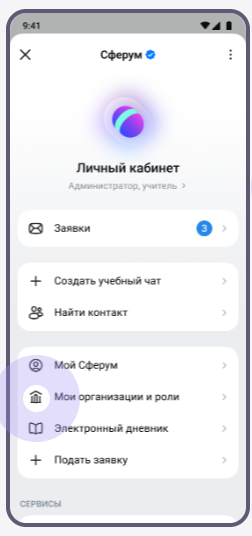 9:41
Сферум
Личный кабинет
Администратор, учитель
Заявки
3
Создать учебный чат
Найти контакт
Мой Сферум
Мои организации и роли
Электронный дневник
Подать заявку
СЕРВИСЫ